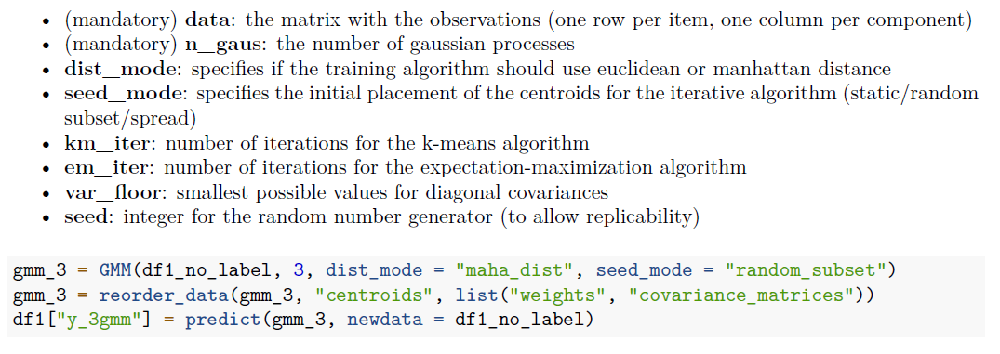 • (mandatory) data: the matrix with the observations (one row per item, one column per component)
• (mandatory) n_gaus: the number of gaussian processes
• dist_mode: specifies if the training algorithm should use euclidean or manhattan distance
• seed_mode: specifies the initial placement of the centroids for the iterative algorithm (static/random
subset/spread)
• km_iter: number of iterations for the k-means algorithm
• em_iter: number of iterations for the expectation-maximization algorithm
• var_floor: smallest possible values for diagonal covariances
• seed: integer for the random number generator (to allow replicability)
gmm_3 = GMM(df1_no_label, 3, dist_mode = "maha_dist", seed_mode = "random_subset")
gmm_3 = reorder_data(gmm_3, "centroids", list("weights", "covariance_matrices"))
df1["y_3gmm"] = predict(gmm_3, newdata = df1_no_label)